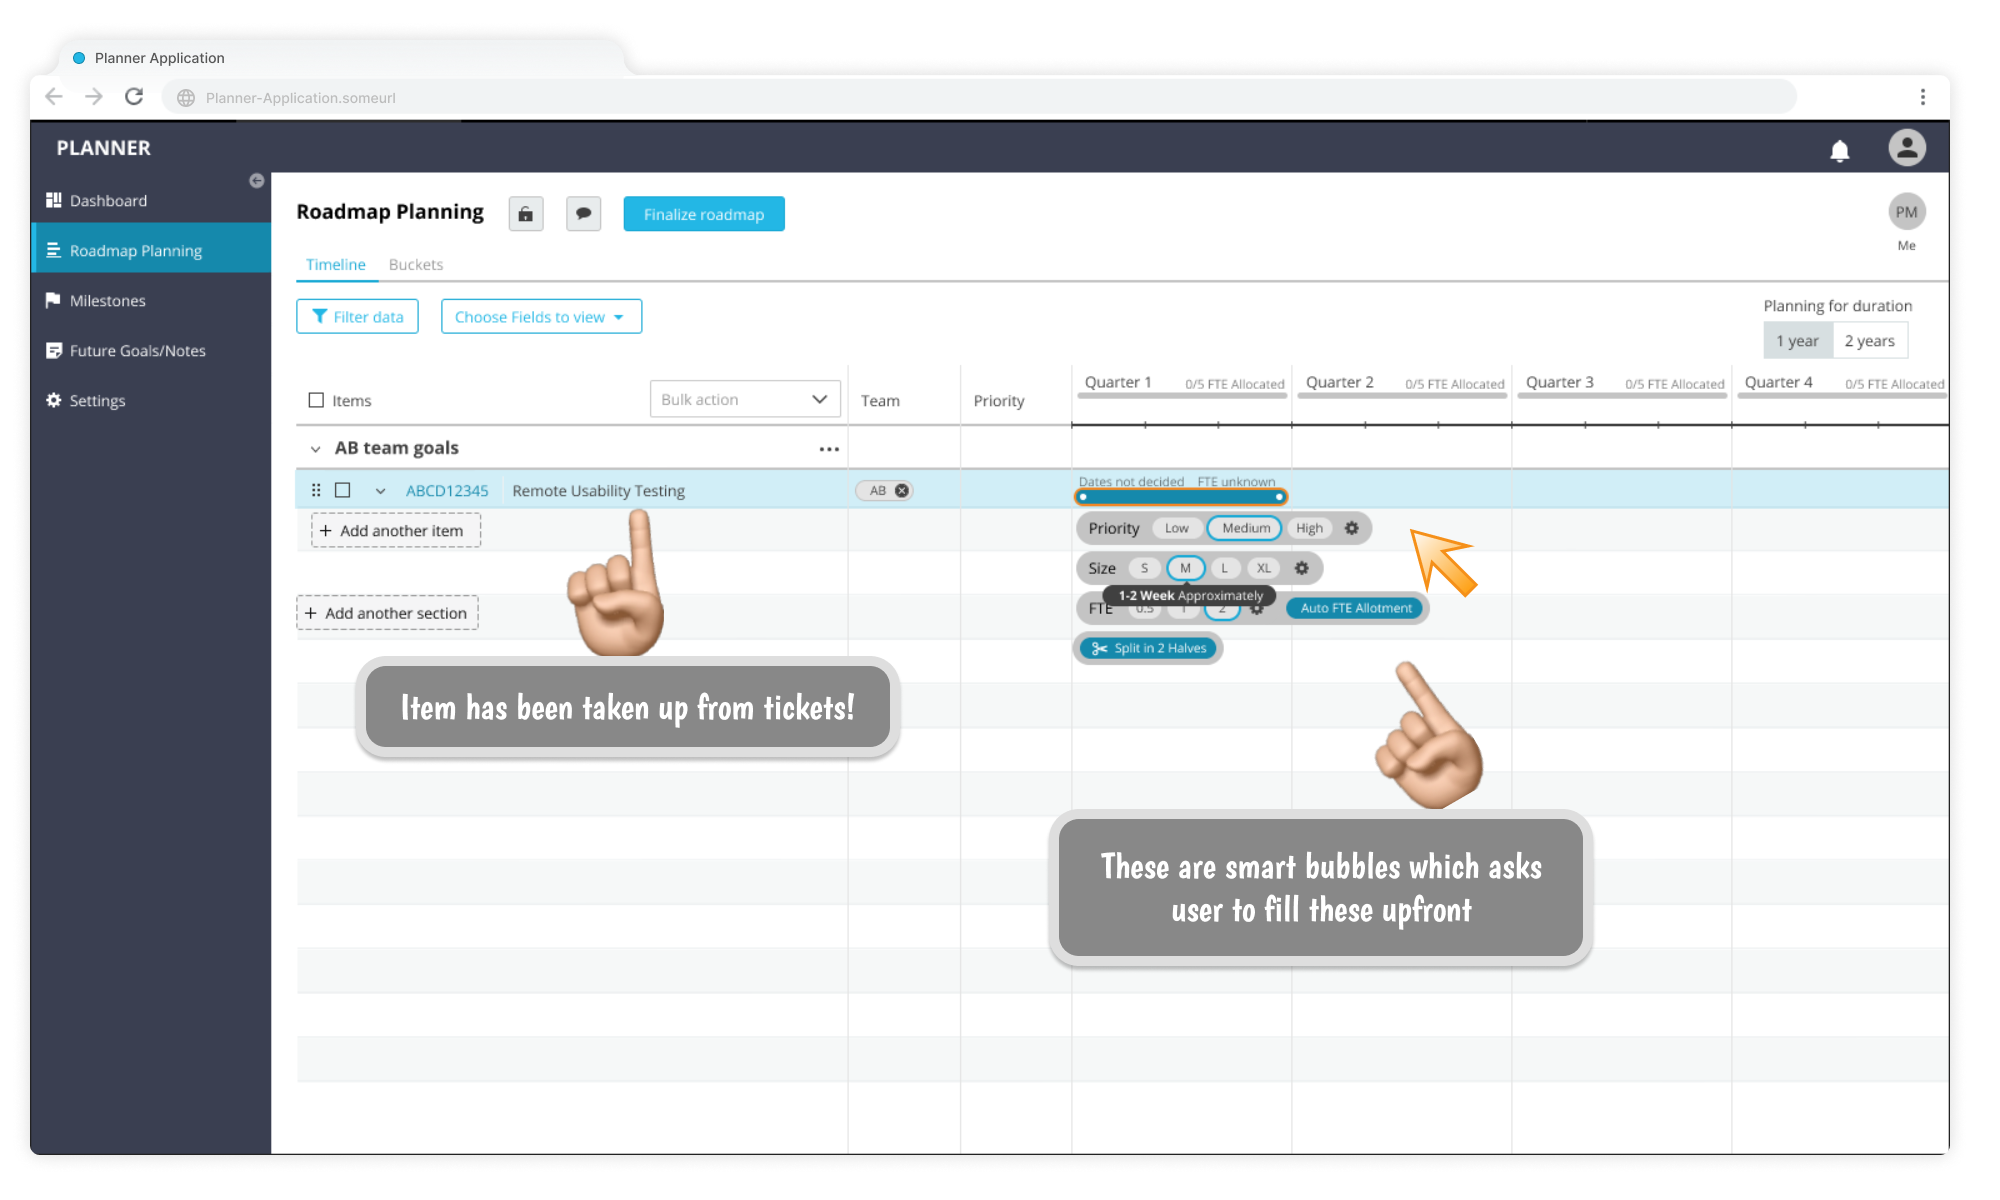 Planner Application
Planner-Application.someurl
PLANNER
Dashboard
Roadmap Planning
Milestones
Future Goals/Notes
Settings
Roadmap Planning
Finalize roadmap
PM
Me
Timeline Buckets
Filter data
Choose Fields to view
Planning for duration
1 year 2 years
Items
Bulk action
Team
Priority
Quarter 1 0/5 FTE Allocated
Quarter 2 0/5 FTE Allocated
Quarter 3 0/5 FTE Allocated
Quarter 4 0/5 FTE Allocated
AB team goals
ABCD12345 Remote Usability Testing
AB
Dates not decided FTE unknown
+ Add another item
Priority Low Medium High
Size S M L XL
1-2 Week Approximately
+ Add another section
FTE 0.5 1 2 Auto FTE Allotment
Split in 2 Halves
Item has been taken up from tickets!
These are smart bubbles which asks
user to fill these upfront